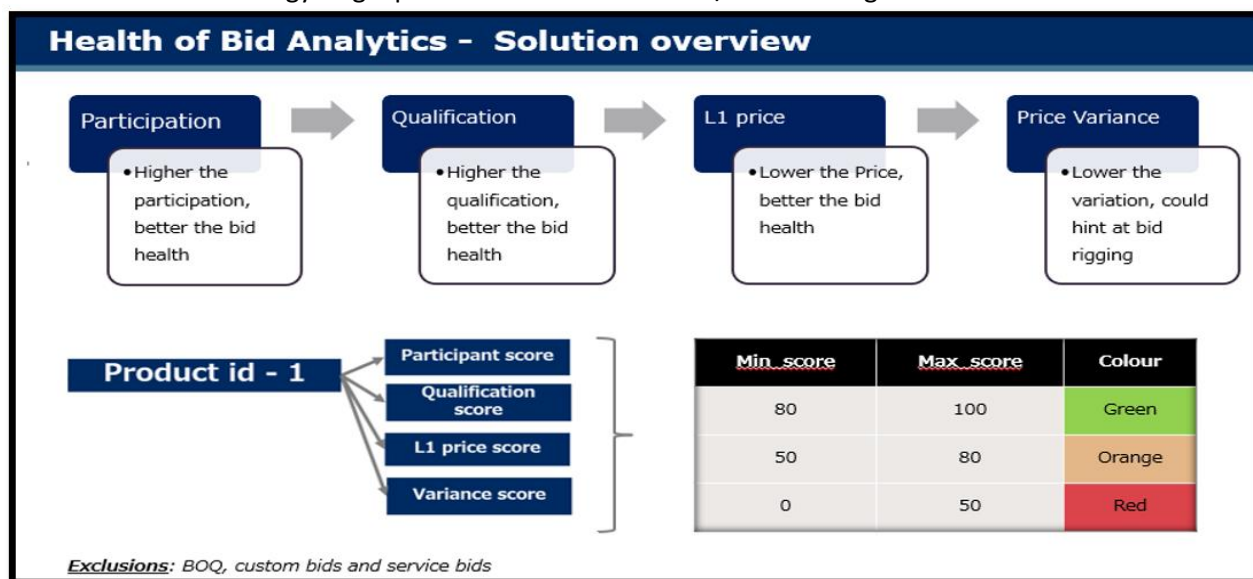 Health of Bid Analytics - Solution overview
Participation
•Higher the
participation,
better the bid
health
Qualification
•Higher the
qualification,
better the bid
health
L1 price
•Lower the Price,
better the bid
health
Price Variance
•Lower the
variation, could
hint at bid
rigging
Product id - 1
Participant score
Qualification
score
L1 price score
Variance score
Min_score Max_score Colour
80 100 Green
50 80 Orange
0 50 Red
Exclusions: BOQ, custom bids and service bids